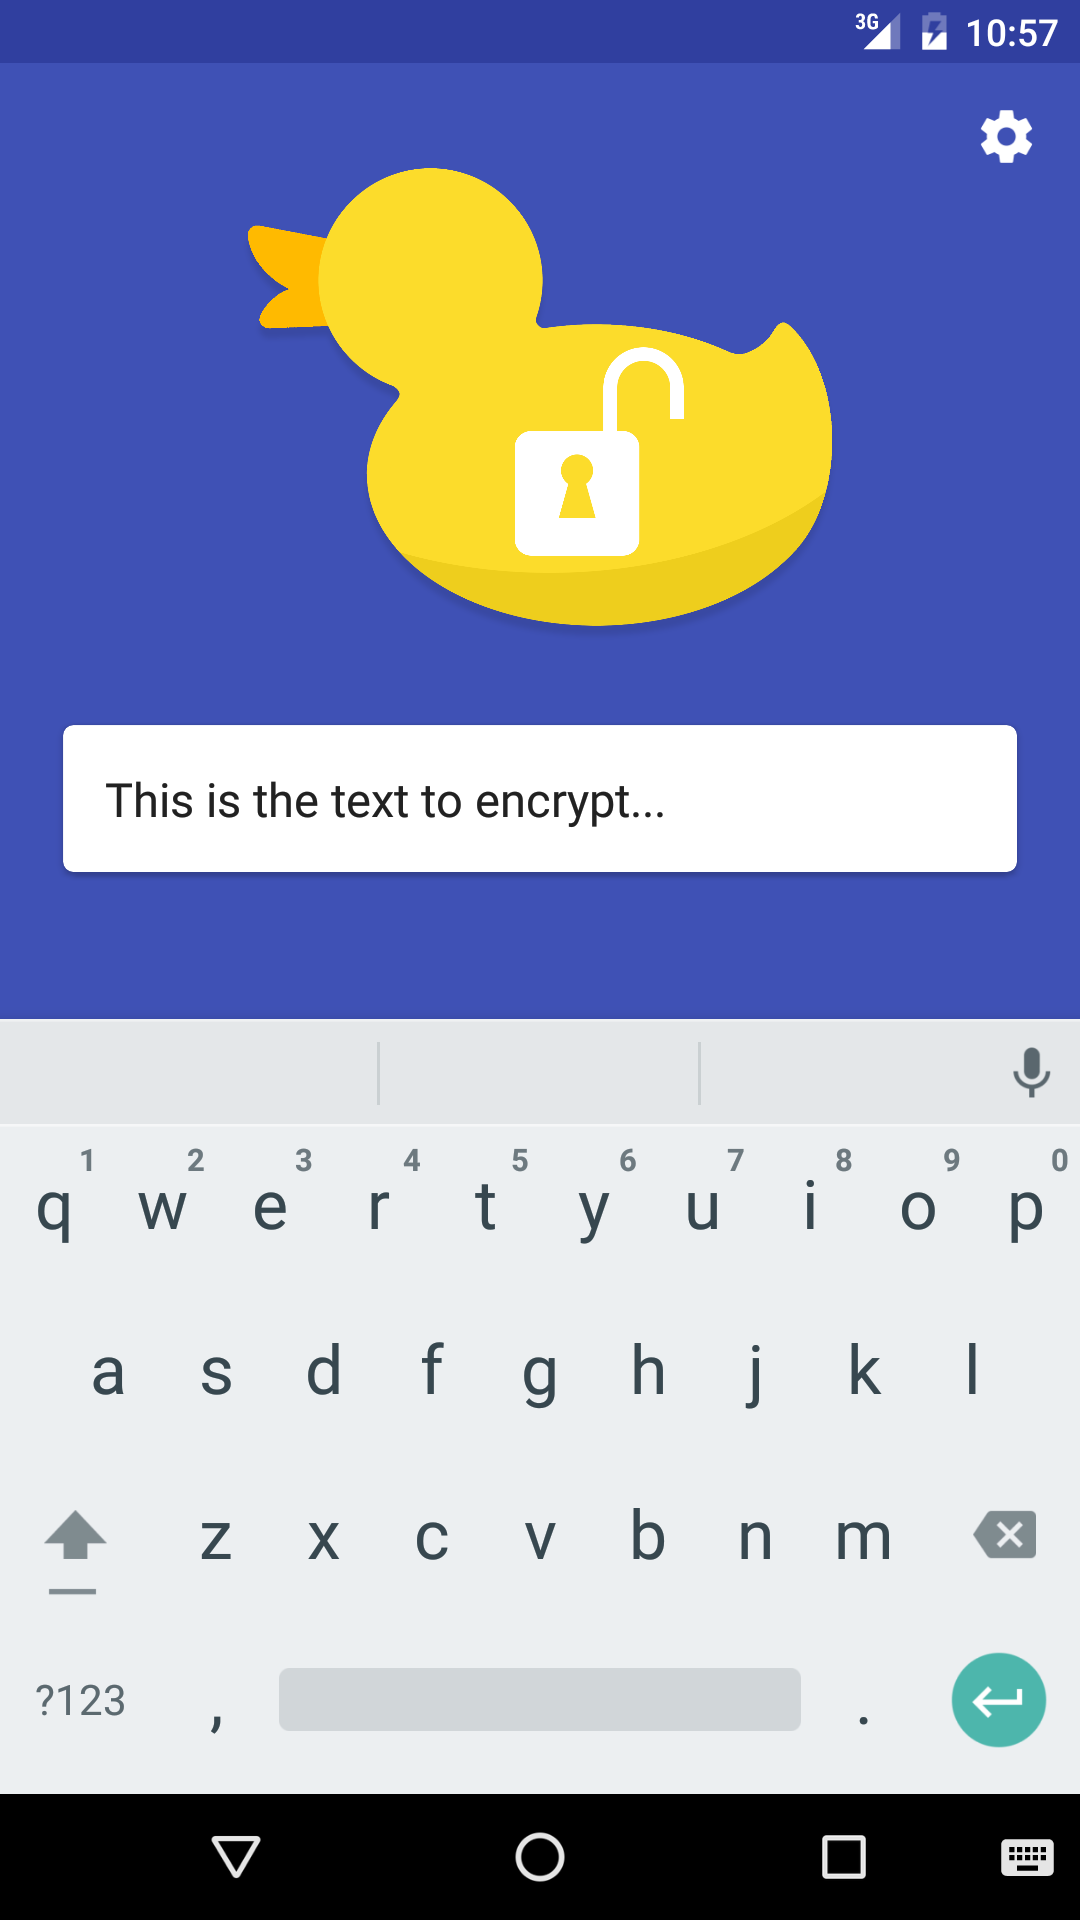 3G 10:57
This is the text to encrypt...
1 2 3 4 5 6 7 8 9 0
q w e r t y u i o p
a s d f g h j k l
z x c v b n m
?123 , .